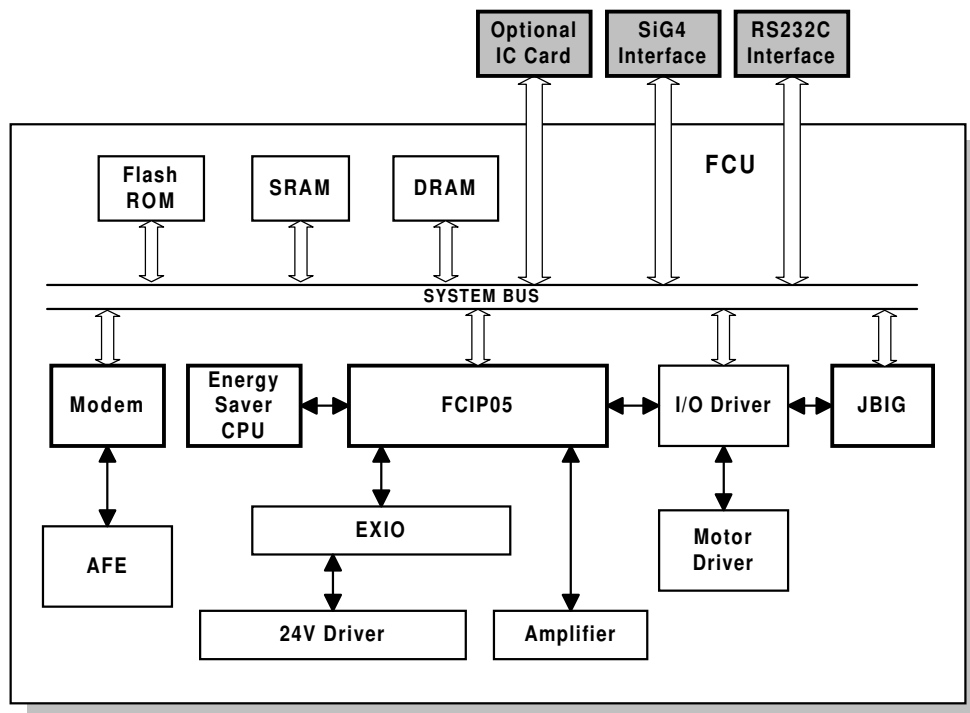 Optional
IC Card
SiG4
Interface
RS232C
Interface
FCU
Flash
ROM
SRAM
DRAM
SYSTEM BUS
Modem
Energy
Saver
CPU
FCIP05
I/O Driver
JBIG
AFE
EXIO
Motor
Driver
24V Driver
Amplifier